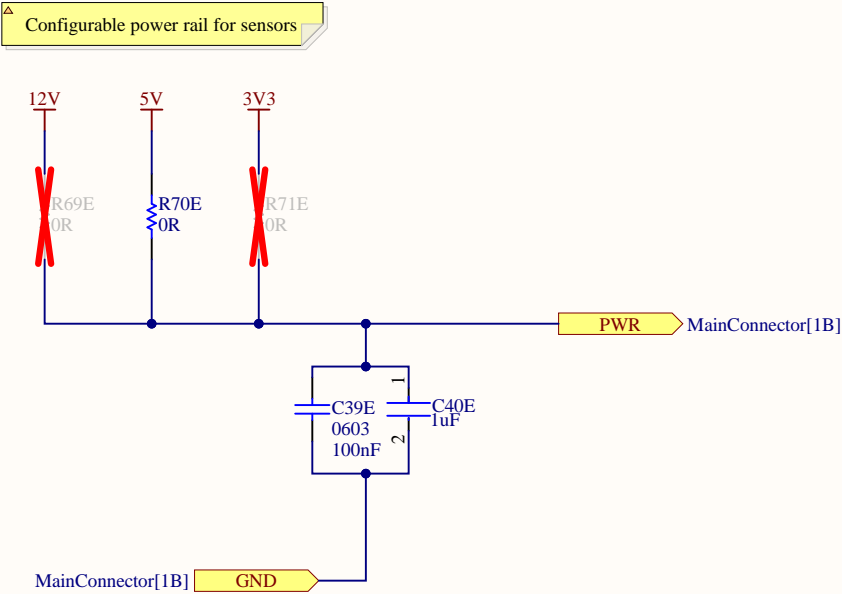 Configurable power rail for sensors
12V
5V
3V3
R69E
0R
R70E
0R
R71E
0R
PWR
MainConnector[1B]
C39E
0603
100nF
1
C40E
1uF
2
MainConnector[1B]
GND